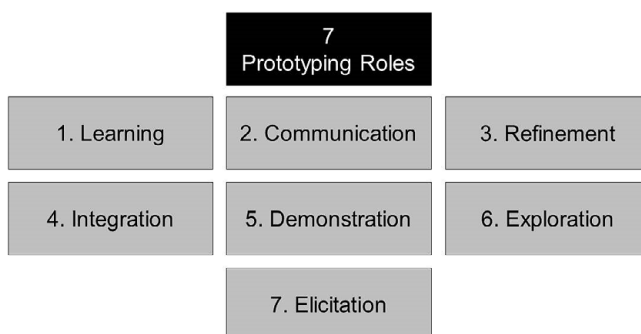 7
Prototyping Roles
1. Learning
2. Communication
3. Refinement
4. Integration
5. Demonstration
6. Exploration
7. Elicitation